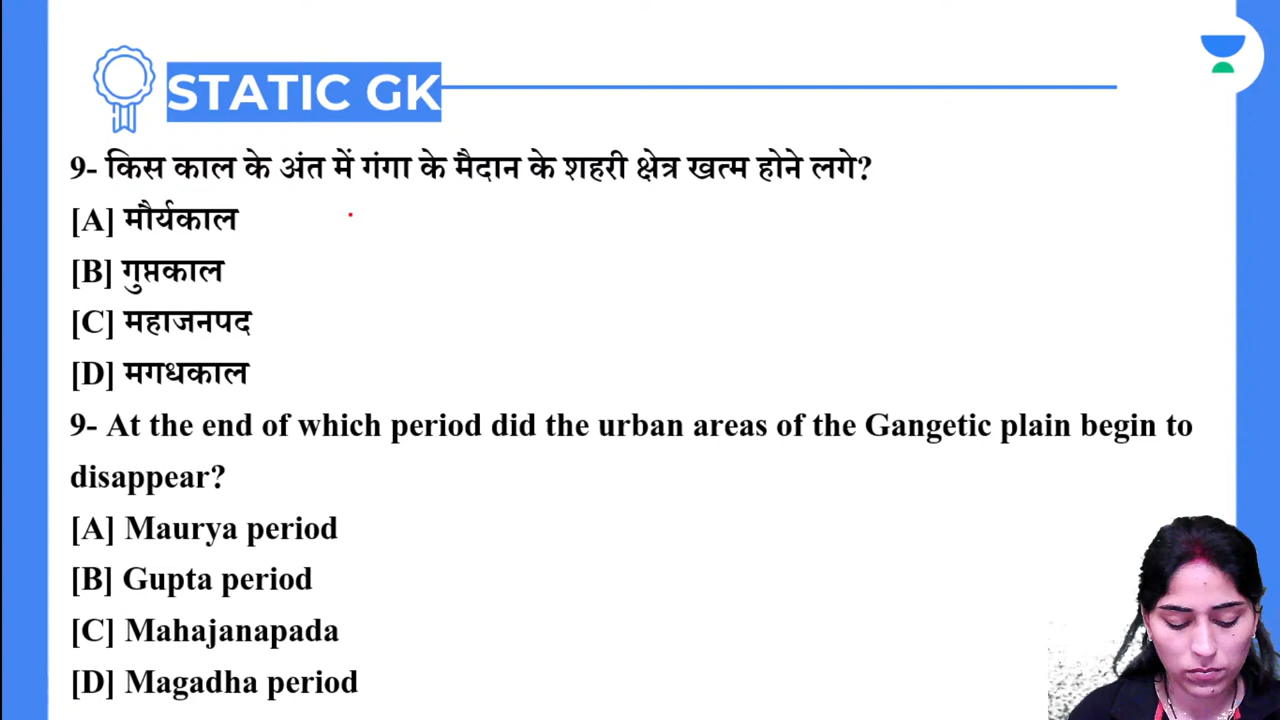 STATIC GK
9- किस काल के अंत में गंगा के मैदान के शहरी क्षेत्र खत्म होने लगे?
[A] मौर्यकाल
[B] गुप्तकाल
[C] महाजनपद
[D] मगधकाल
9- At the end of which period did the urban areas of the Gangetic plain begin to
disappear?
[A] Maurya period
[B] Gupta period
[C] Mahajanapada
[D] Magadha period